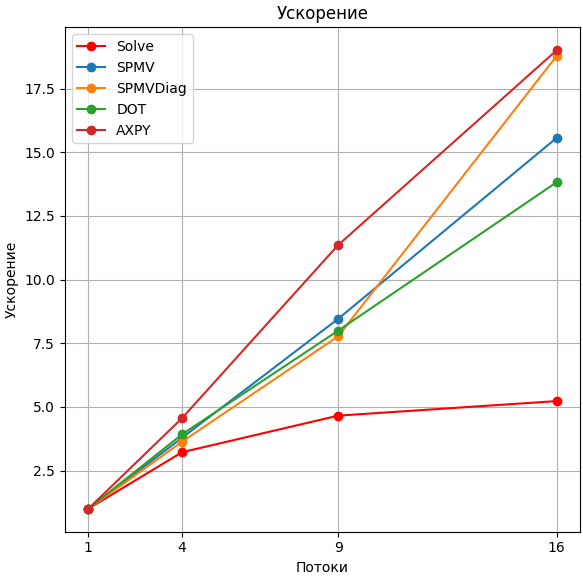 Ускорение
Solve
SPMV
SPMVDiag
DOT
AXPY
17.5
15.0
12.5
10.0
7.5
5.0
2.5
Ускорение
1 4 9 16
Потоки